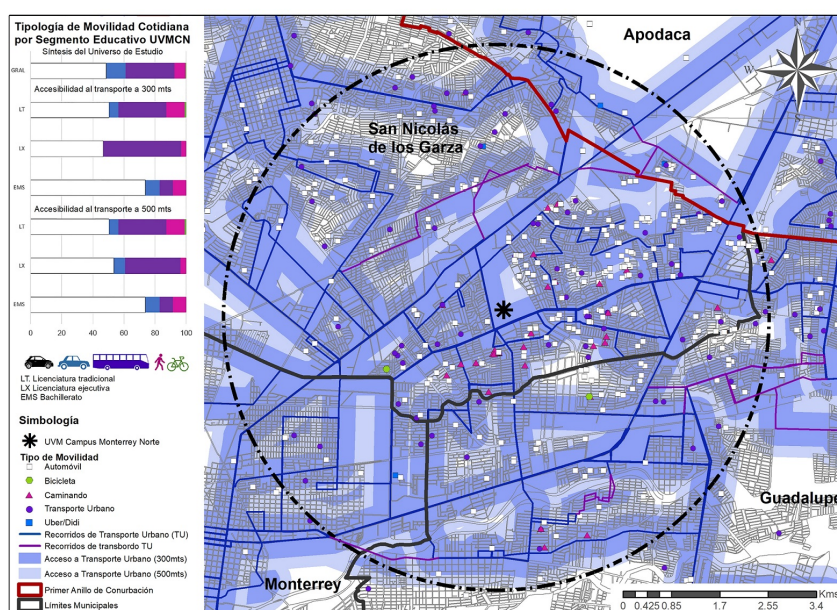 Tipología de Movilidad Cotidiana
por Segmento Educativo UVMCN
Síntesis del Universo de Estudio
GRAL
Accesibilidad al transporte a 300 mts
LT
LX
EMS
Accesibilidad al transporte a 500 mts
LT
LX
EMS
0 20 40 60 80 100
LT. Licenciatura tradicional
LX Licenciatura ejecutiva
EMS Bachillerato
Simbología
UVM Campus Monterrey Norte
Tipo de Movilidad
Automóvil
Bicicleta
Caminando
Transporte Urbano
Uber/Didi
Recorridos de Transporte Urbano (TU)
Recorridos de transbordo TU
Acceso a Transporte Urbano (300mts)
Acceso a Transporte Urbano (500mts)
Primer Anillo de Conurbación
Límites Municipales
Apodaca
N
W
San Nicolás
de los Garza
Guadalupe
Monterrey
Kms
0 0.425 0.85 1.7 2.55 3.4